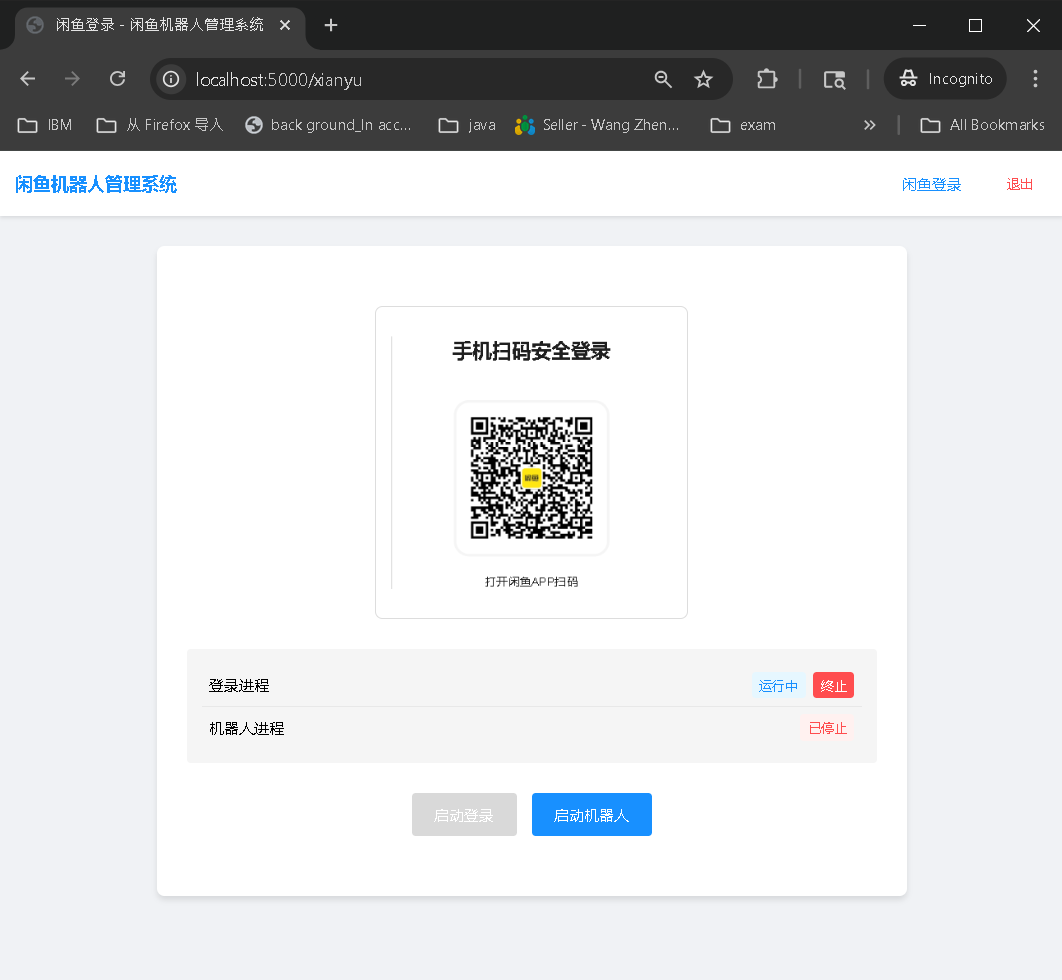 闲鱼登录 - 闲鱼机器人管理系统
localhost:5000/xianyu
Incognito
IBM
从 Firefox 导入
back ground_In acc...
java
Seller - Wang Zhen...
exam
All Bookmarks
闲鱼机器人管理系统
闲鱼登录
退出
手机扫码安全登录
打开闲鱼APP扫码
登录进程
运行中
终止
机器人进程
已停止
启动登录
启动机器人